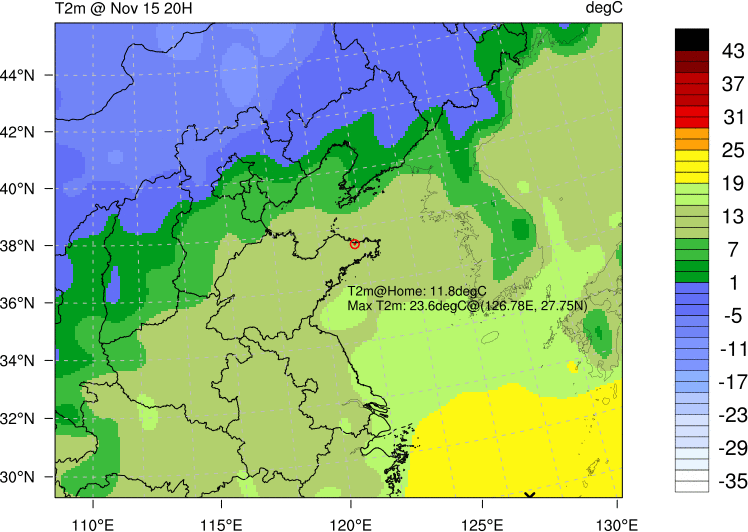 T2m @ Nov 15 20H
degC
44°N
42°N
40°N
38°N
36°N
34°N
32°N
30°N
T2m@Home: 11.8degC
Max T2m: 23.6degC@(126.78E, 27.75N)
110°E
115°E
120°E
125°E
130°E
43
37
31
25
19
13
7
1
-5
-11
-17
-23
-29
-35